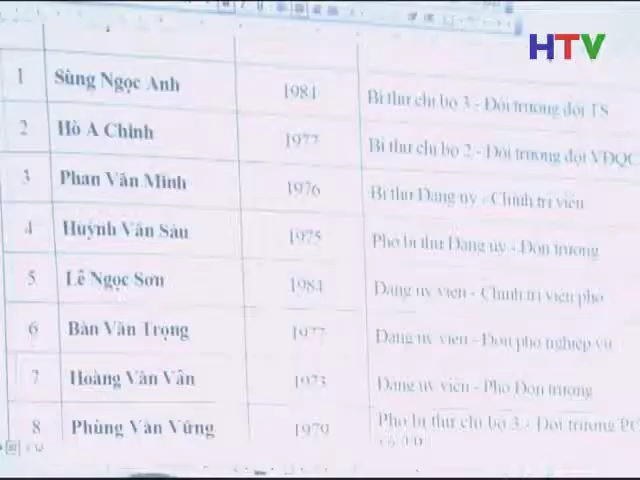 HTV
1 Sùng Ngọc Anh 1984 Bí thư chi bộ 3 - Đội trưởng đội TS
2 Hồ A Chinh 1977 Bí thư chi bộ 2 - Đội trưởng đội VĐQC
3 Phan Văn Minh 1976 Bí thư Đảng ủy - Chính trị viên
4 Huỳnh Văn Sáu 1975 Phó bí thư Đảng ủy - Đồn trưởng
5 Lê Ngọc Sơn 1984 Đảng ủy viên - Chính trị viên phó
6 Bàn Văn Trọng 1977 Đảng ủy viên - Đồn phó nghiệp vụ
7 Hoàng Văn Vân 1973 Đảng ủy viên - Phó Đồn trưởng
8 Phùng Văn Vững 1979 Phó bí thư chi bộ 3 - Đội trưởng PC